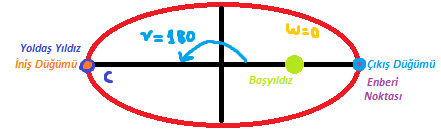 Yoldaş Yıldız
İniş Düğümü
C
v=180
w=0
Başyıldız
Çıkış Düğümü
Enberi
Noktası